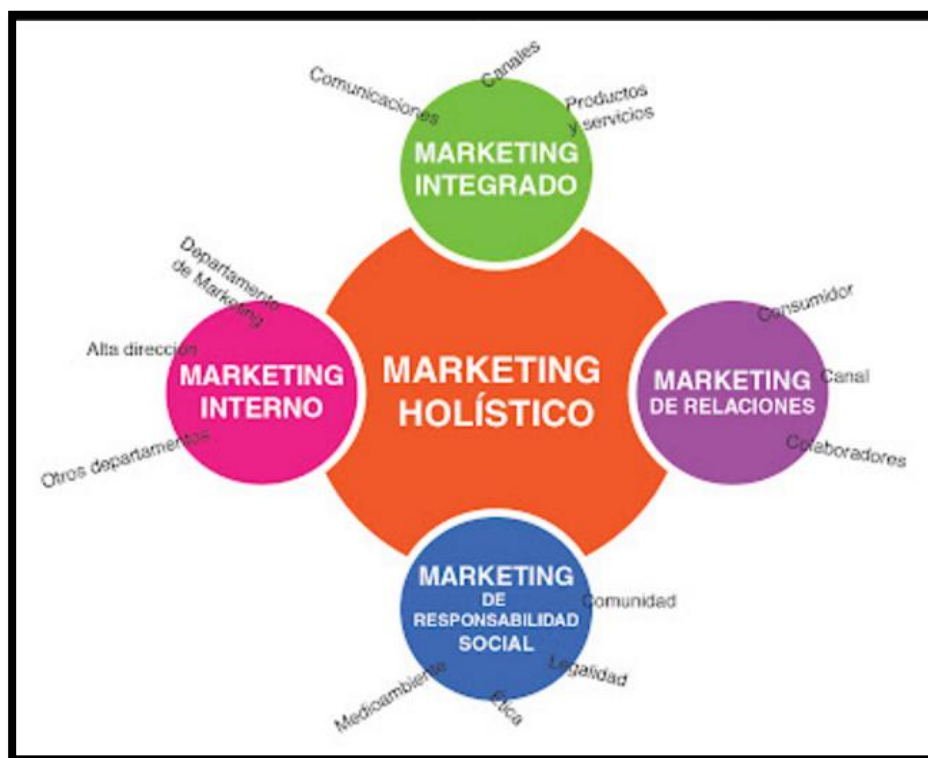 Comunicaciones
Canales
Productos
y servicios
MARKETING
INTEGRADO
Departamento
de Marketing
Alta dirección
Otros departamentos
MARKETING
INTERNO
MARKETING
HOLÍSTICO
Consumidor
Canal
Colaboradores
MARKETING
DE RELACIONES
MARKETING
DE
RESPONSABILIDAD
SOCIAL
Comunidad
Legalidad
Ética
Medioambiente